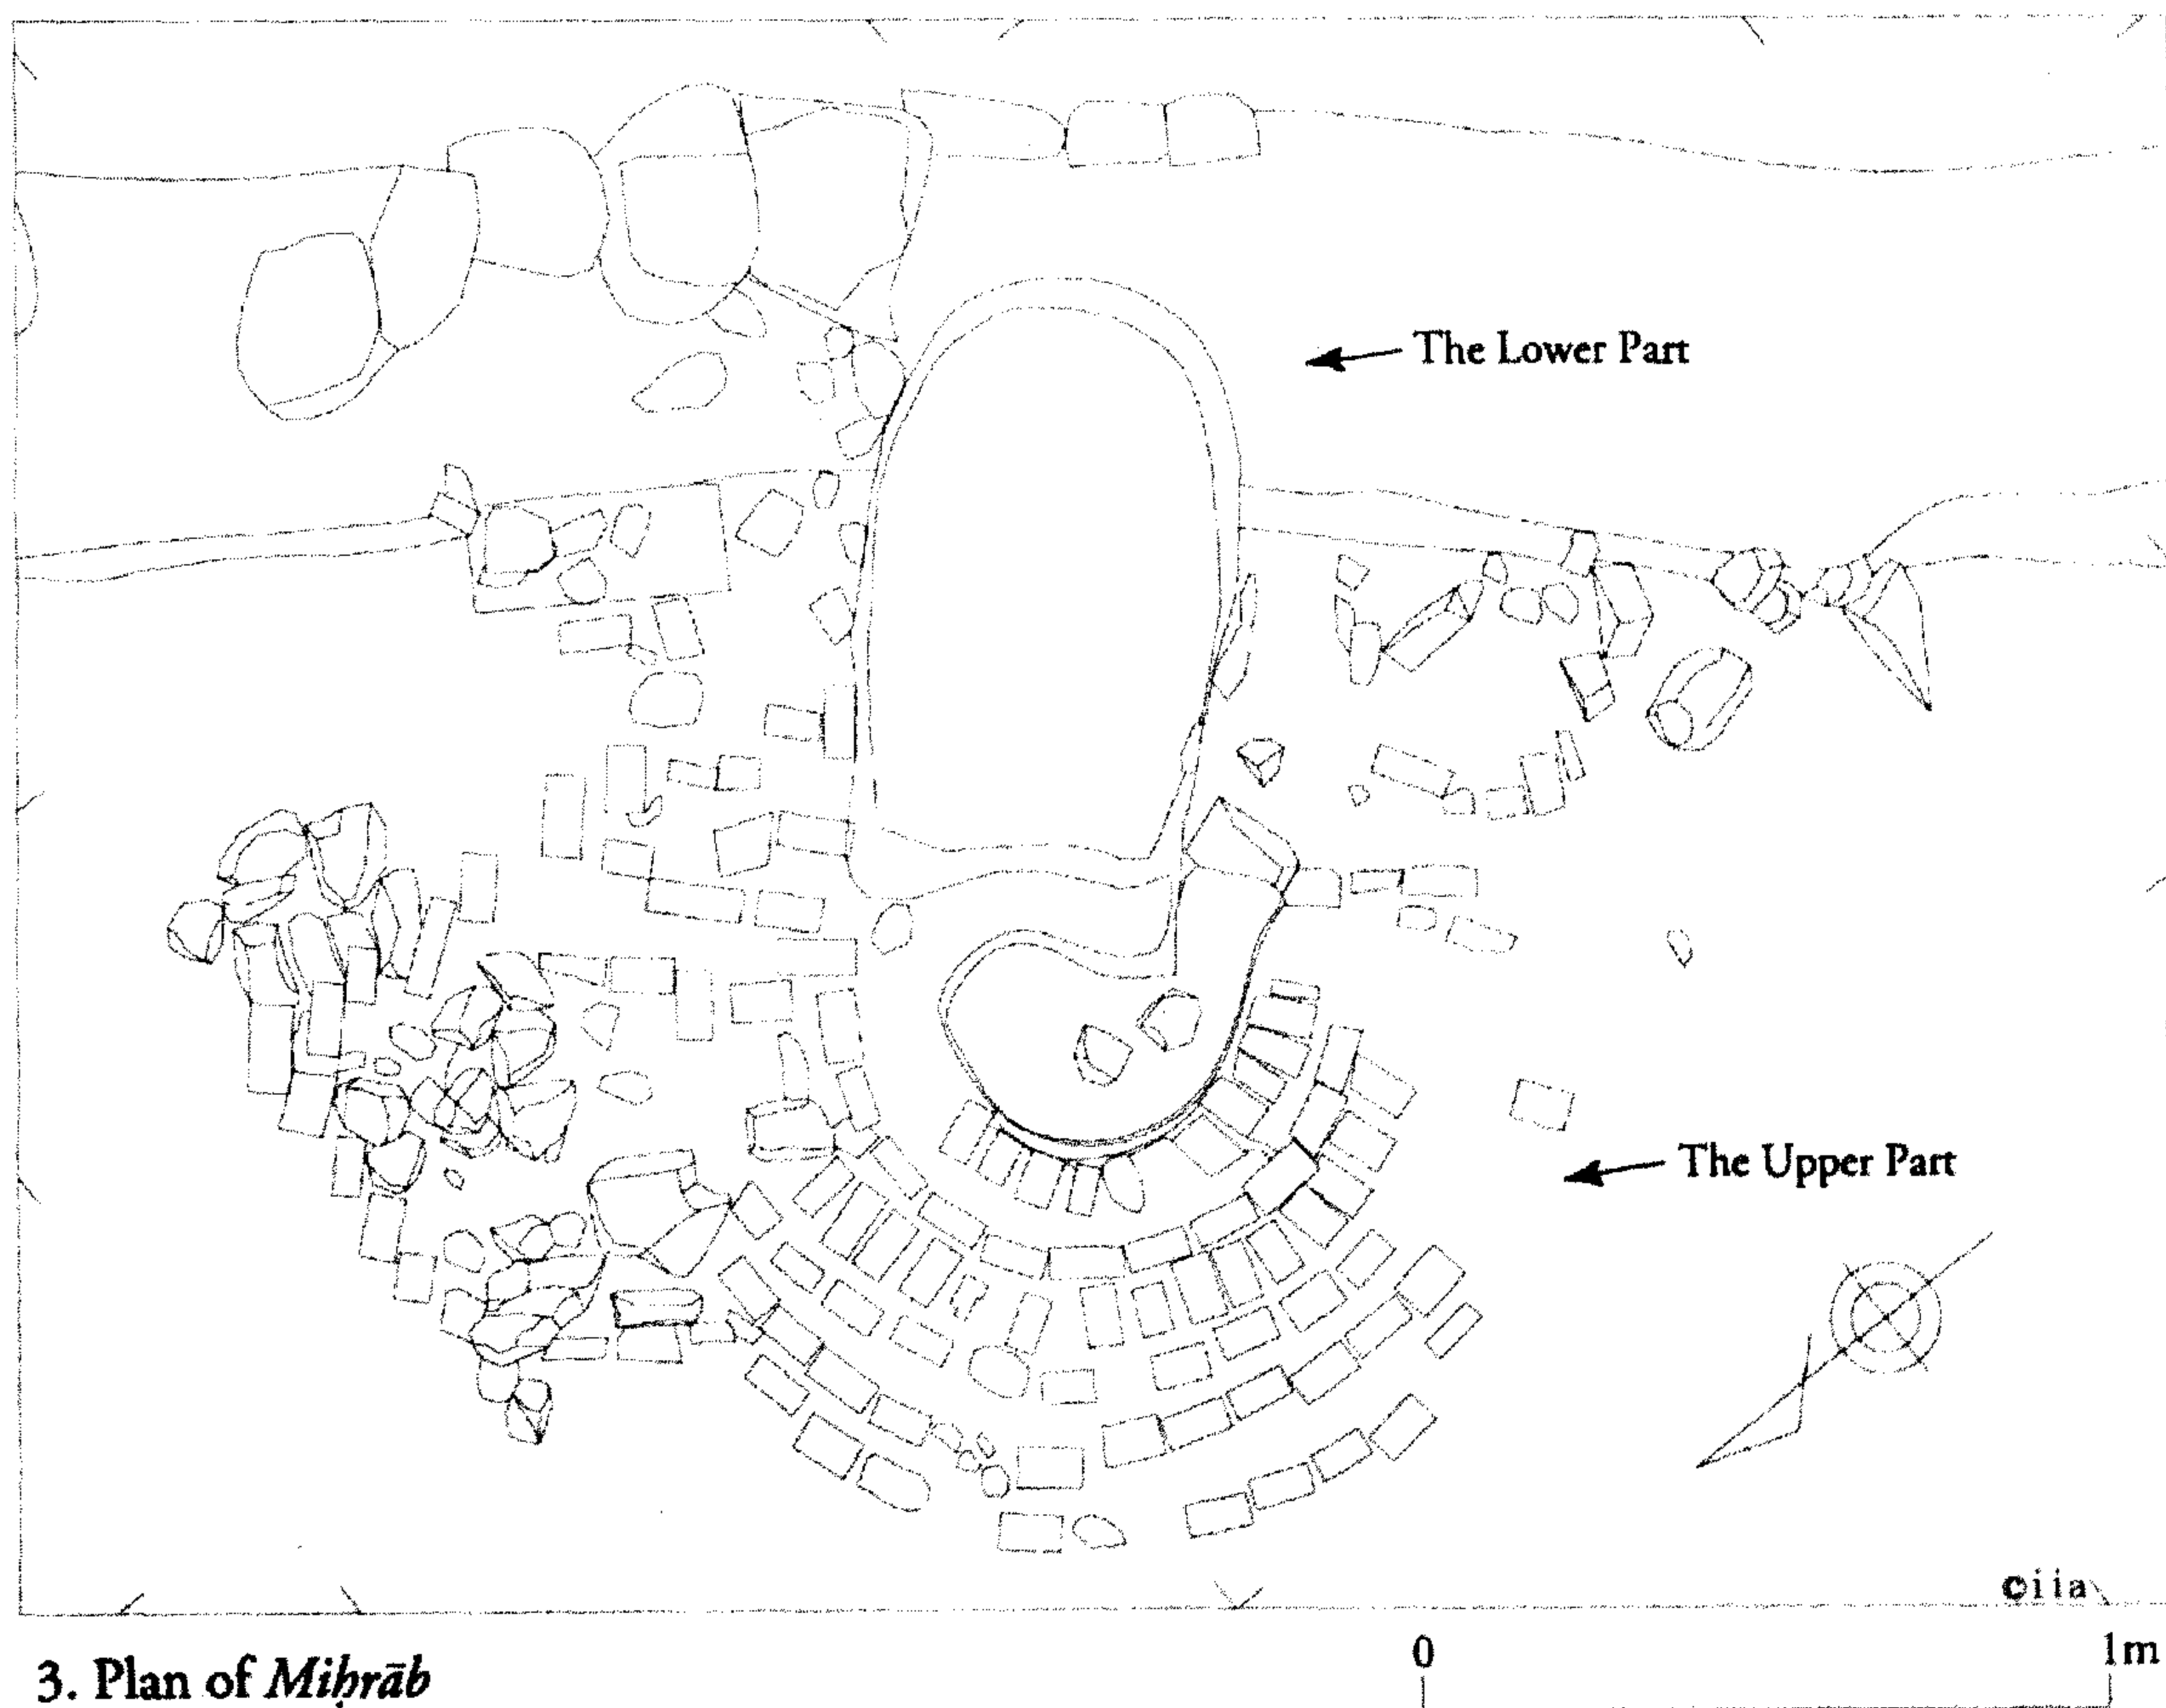 The Lower Part
The Upper Part
©iia
3. Plan of Miḥrāb
0 1m